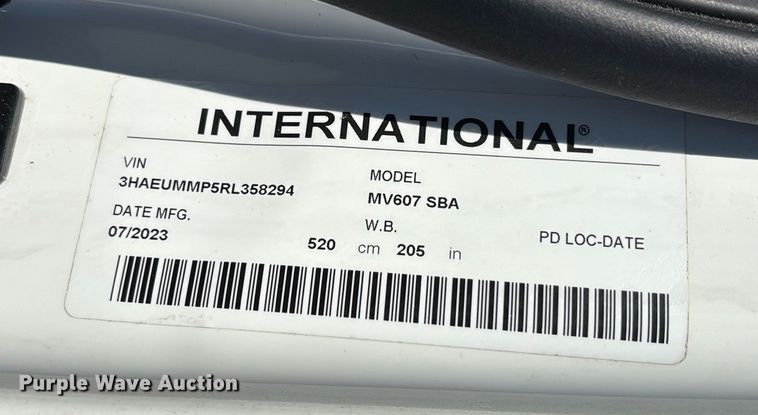 INTERNATIONAL®
VIN
3HAEUMMP5RL358294
MODEL
MV607 SBA
DATE MFG.
07/2023
W.B.
520 cm 205 in
PD LOC-DATE
Purple Wave Auction